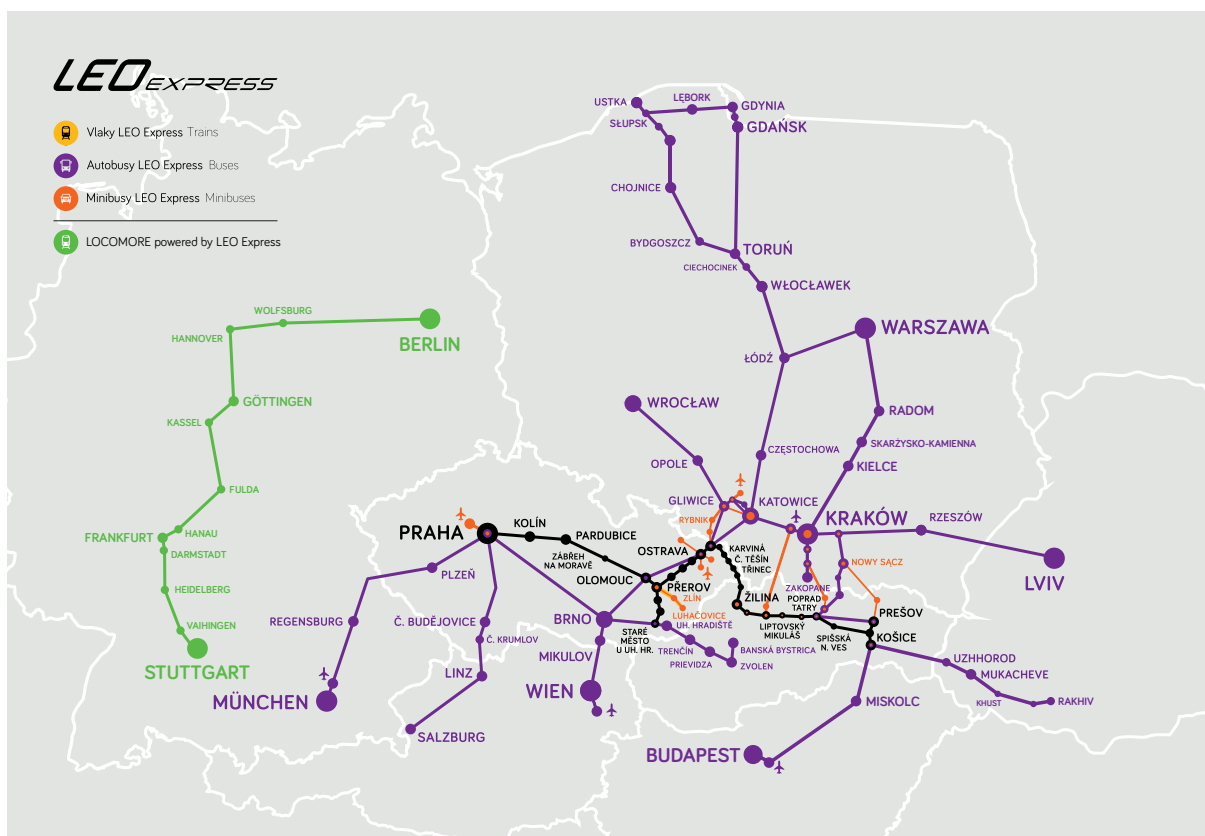 LEO EXPRESS
Vlaky LEO Express Trains
Autobusy LEO Express Buses
Minibusy LEO Express Minibuses
LOCOMORE powered by LEO Express
USTKA
LĘBORK
GDYNIA
SŁUPSK
GDAŃSK
CHOJNICE
BYDGOSZCZ
TORUŃ
CIECHOCINEK
WŁOCŁAWEK
WOLFSBURG
HANNOVER
BERLIN
WARSZAWA
ŁÓDŹ
GÖTTINGEN
WROCŁAW
RADOM
KASSEL
SKARŻYSKO-KAMIENNA
CZĘSTOCHOWA
OPOLE
KIELCE
FULDA
GLIWICE
KATOWICE
KRAKÓW
RZESZÓW
RYBNIK
PRAHA
KOLÍN
PARDUBICE
HANAU
FRANKFURT
DARMSTADT
OSTRAVA
KARVINÁ
Č. TĚŠÍN
TŘINEC
ZÁBŘEH
NA MORAVĚ
NOWY SĄCZ
LVIV
PLZEŇ
OLOMOUC
PŘEROV
ZAKOPANE
HEIDELBERG
ZLÍN
ŽILINA
POPRAD
TATRY
LUHAČOVICE
PREŠOV
REGENSBURG
Č. BUDĚJOVICE
BRNO
UH. HRADIŠTĚ
STARÉ
MĚSTO
U UH. HR.
LIPTOVSKÝ
MIKULÁŠ
SPIŠSKÁ
N. VES
KOŠICE
VAIHINGEN
Č. KRUMLOV
TRENČÍN
BANSKÁ BYSTRICA
MIKULOV
PRIEVIDZA
ZVOLEN
UZHHOROD
STUTTGART
LINZ
MUKACHEVE
MÜNCHEN
WIEN
MISKOLC
KHUST
RAKHIV
SALZBURG
BUDAPEST